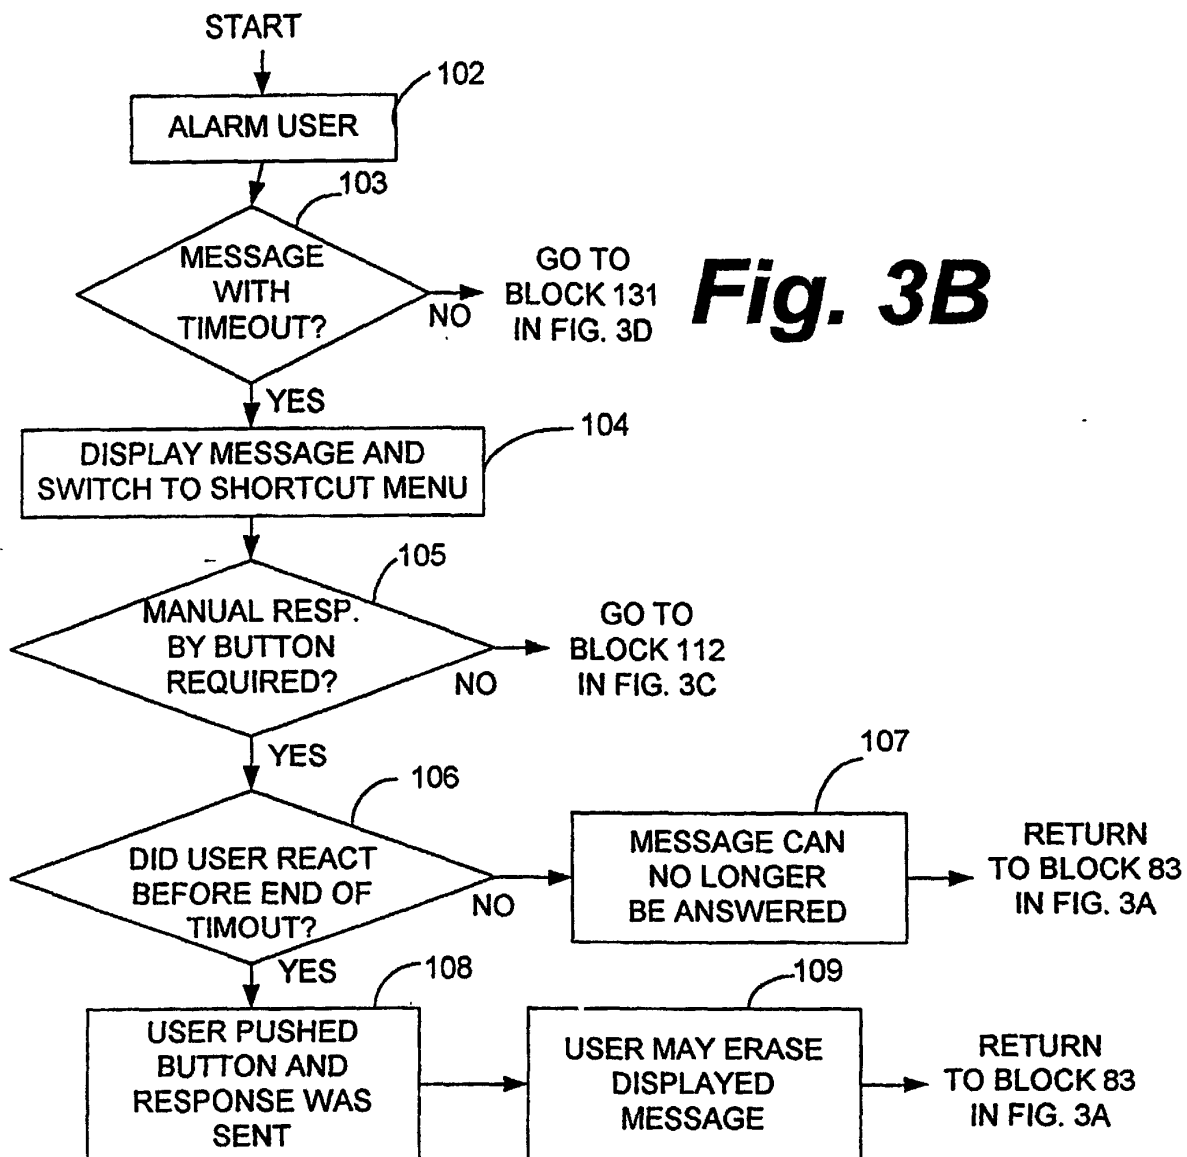 START
102
ALARM USER
103
MESSAGE
WITH
TIMEOUT?
NO
GO TO
BLOCK 131
IN FIG. 3D
Fig. 3B
YES
104
DISPLAY MESSAGE AND
SWITCH TO SHORTCUT MENU
105
MANUAL RESP.
BY BUTTON
REQUIRED?
NO
GO TO
BLOCK 112
IN FIG. 3C
YES
106
DID USER REACT
BEFORE END OF
TIMOUT?
NO
107
MESSAGE CAN
NO LONGER
BE ANSWERED
RETURN
TO BLOCK 83
IN FIG. 3A
YES
108
USER PUSHED
BUTTON AND
RESPONSE WAS
SENT
109
USER MAY ERASE
DISPLAYED
MESSAGE
RETURN
TO BLOCK 83
IN FIG. 3A